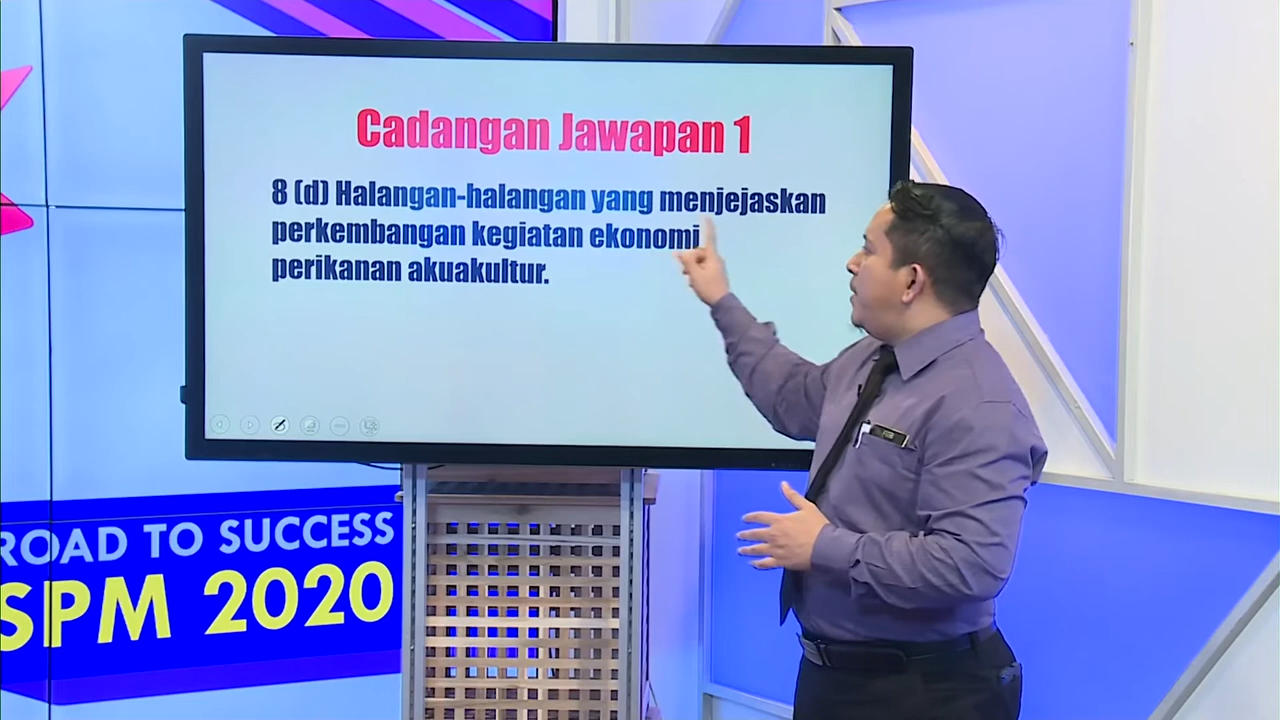 Cadangan Jawapan 1
8 (d) Halangan-halangan yang menjejaskan
perkembangan kegiatan ekonomi
perikanan akuakultur.
ROAD TO SUCCESS
SPM 2020